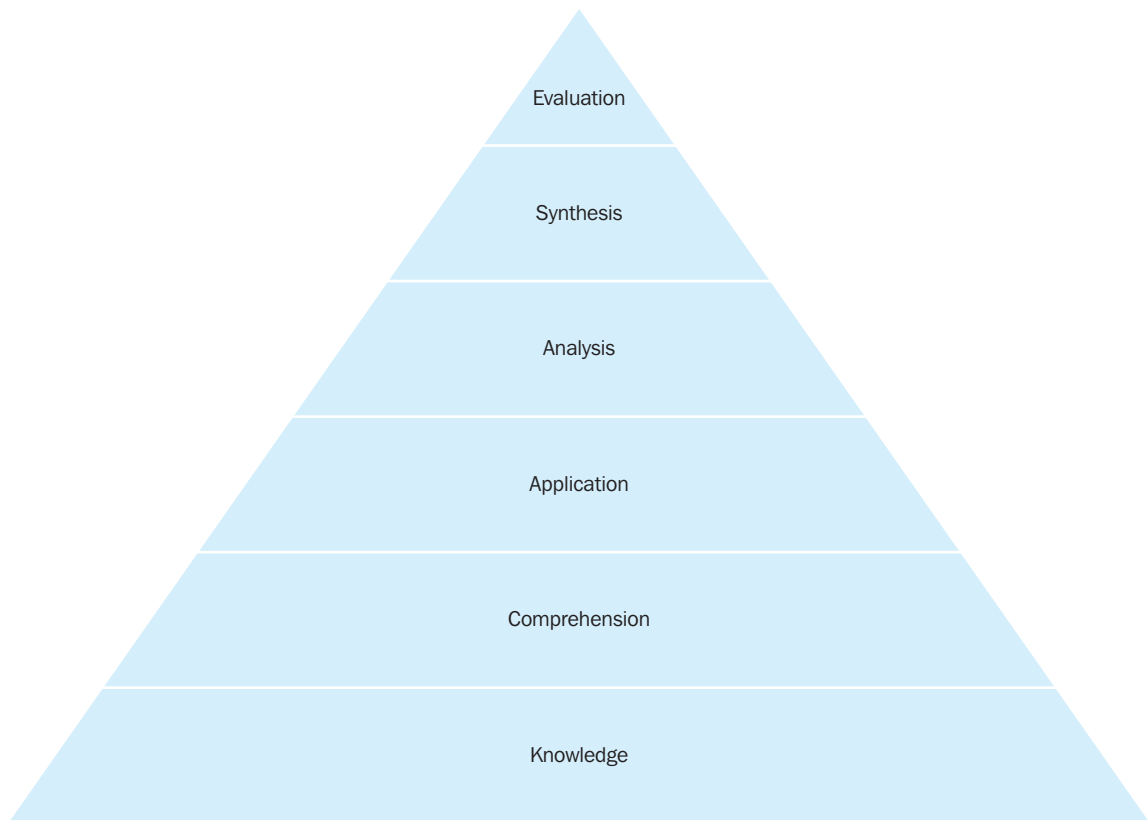 Evaluation
Synthesis
Analysis
Application
Comprehension
Knowledge